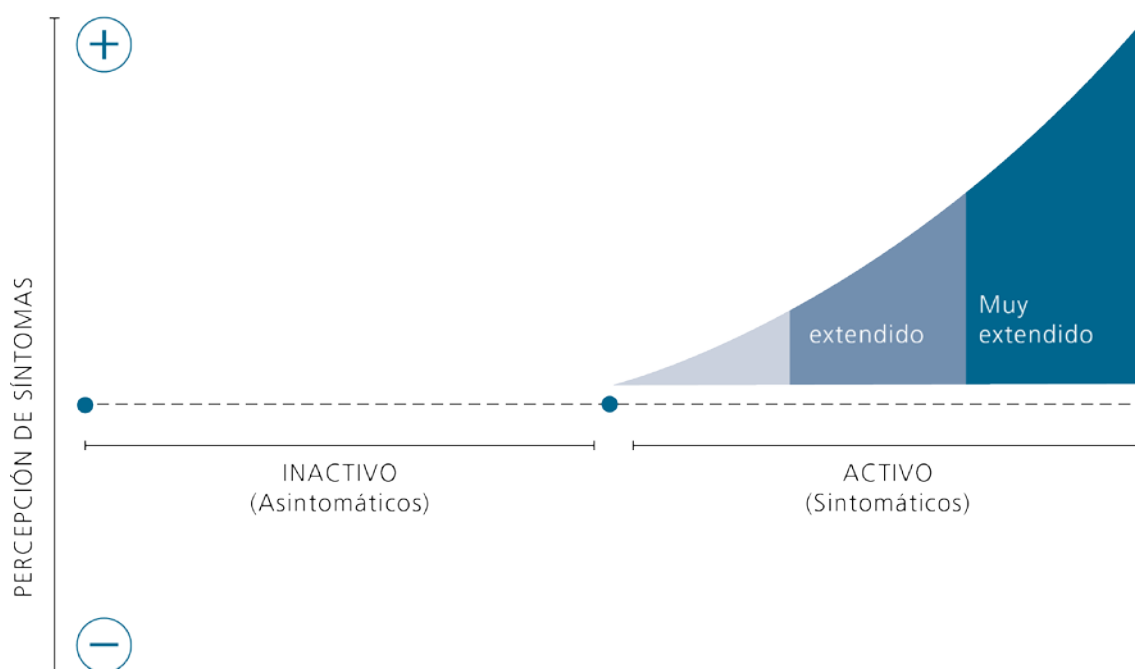 PERCEPCIÓN DE SÍNTOMAS
extendido
Muy
extendido
INACTIVO
(Asintomáticos)
ACTIVO
(Sintomáticos)